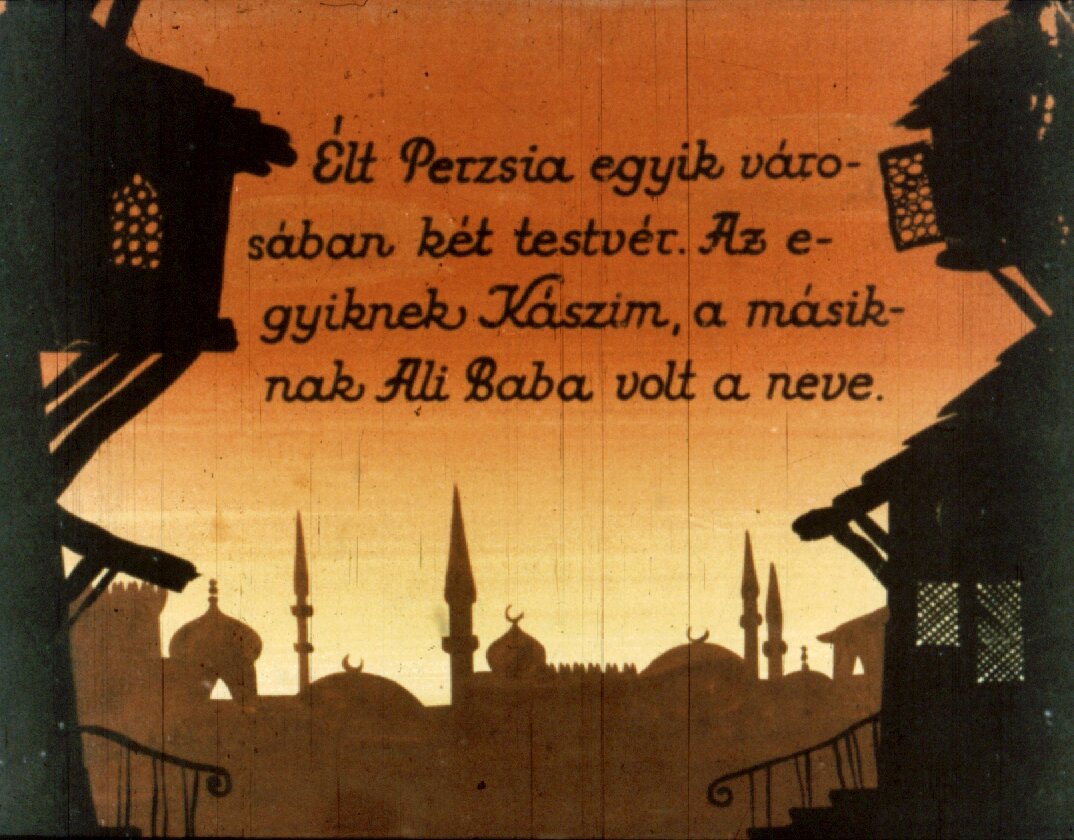 Élt Perzsia egyik váro-
sában két testvér. Az e-
gyiknek Kászim, a másik-
nak Ali Baba volt a neve.